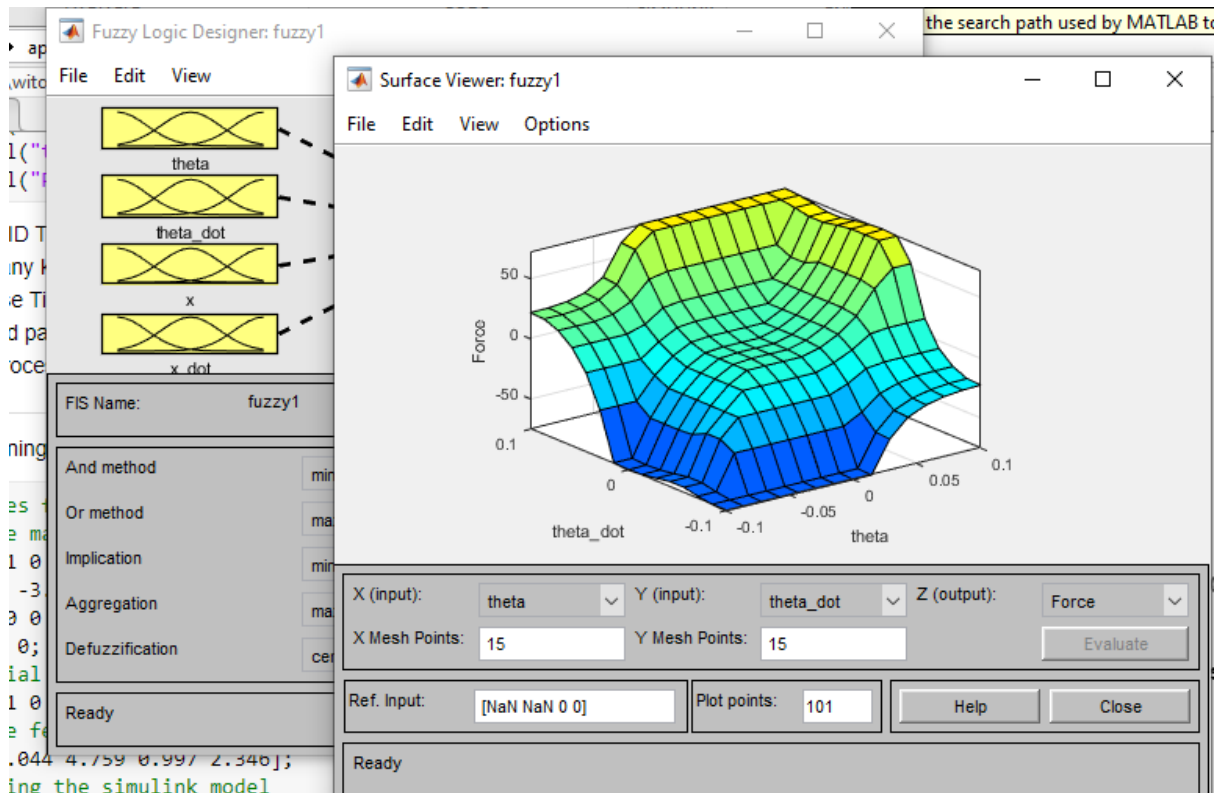 the search path used by MATLAB to
Fuzzy Logic Designer: fuzzy1
File Edit View
theta
theta_dot
x
x_dot
FIS Name: fuzzy1
And method
min
Or method
max
Implication
min
Aggregation
Defuzzification
Ready
Surface Viewer: fuzzy1
File Edit View Options
50
0
-50
Force
0.1
0
-0.1
theta_dot
-0.1
-0.05
0
0.05
0.1
theta
X (input): theta Y (input): theta_dot Z (output): Force
X Mesh Points: 15 Y Mesh Points: 15 Evaluate
Ref. Input: [NaN NaN 0 0] Plot points: 101 Help Close
Ready
.044 4.759 0.997 2.346];
ing the simulink model